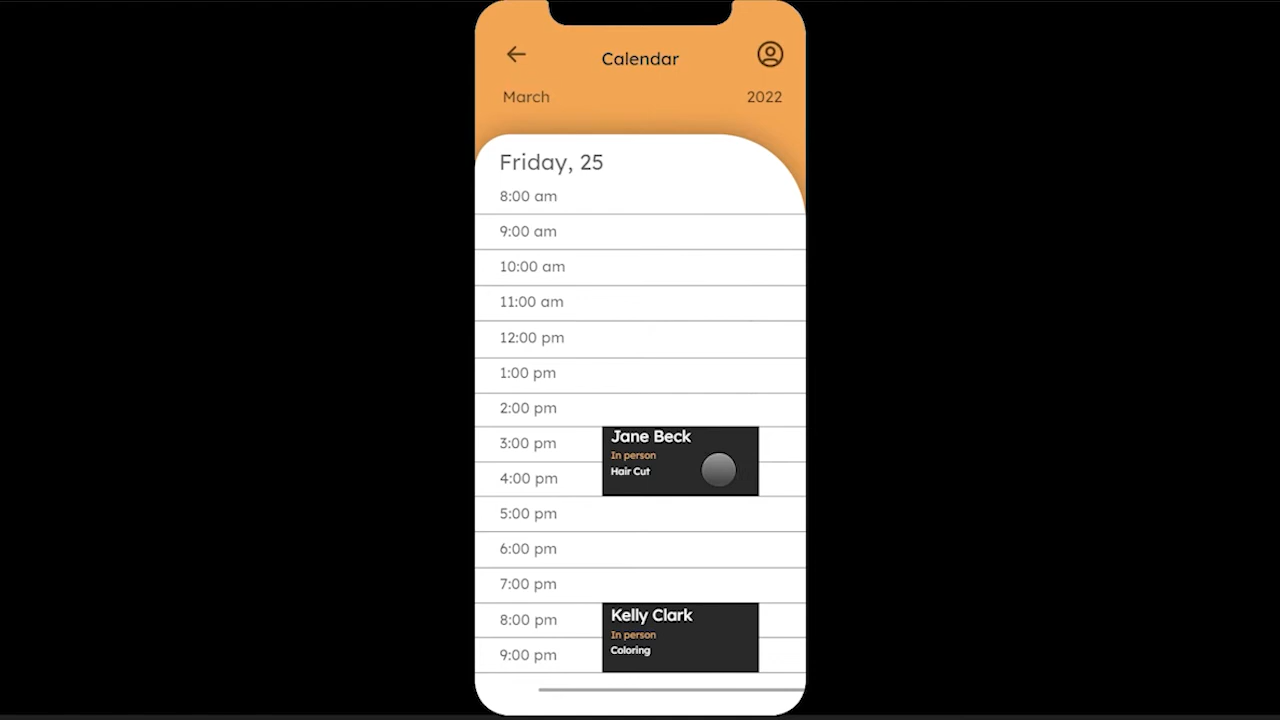 Calendar
March 2022
Friday, 25
8:00 am
9:00 am
10:00 am
11:00 am
12:00 pm
1:00 pm
2:00 pm
3:00 pm
Jane Beck
In person
Hair Cut
4:00 pm
5:00 pm
6:00 pm
7:00 pm
8:00 pm
Kelly Clark
In person
Coloring
9:00 pm